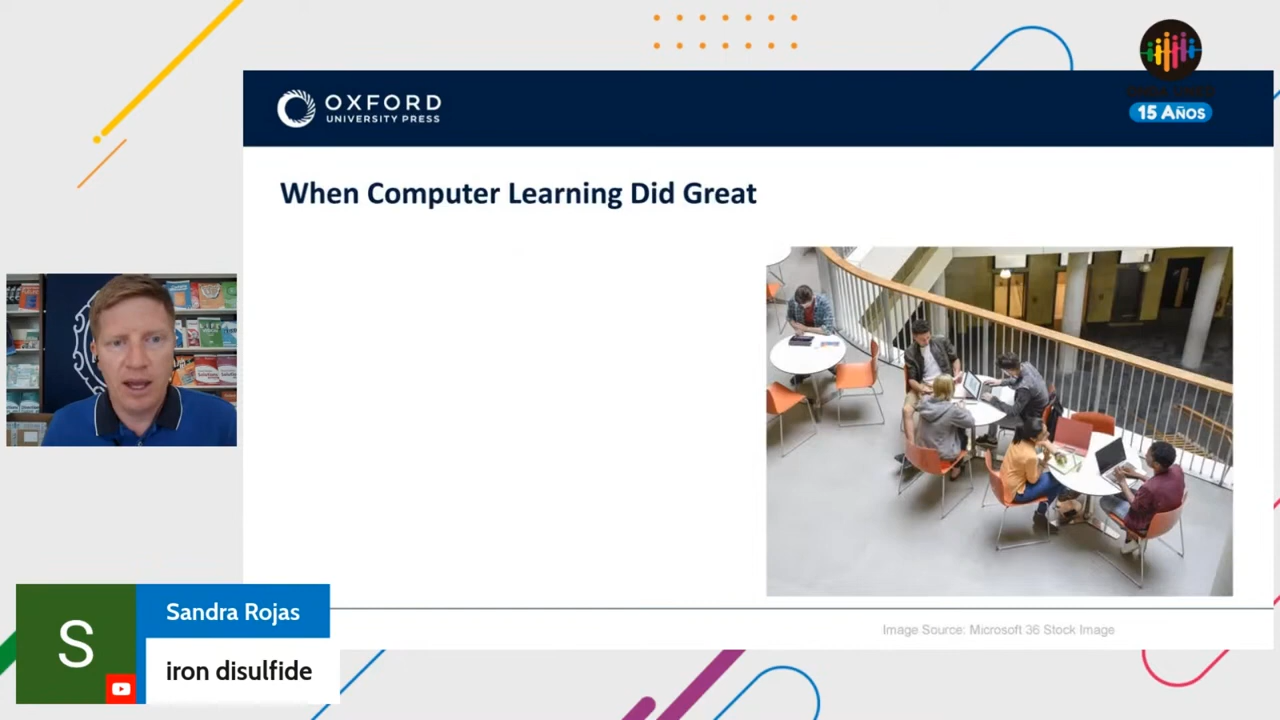 OXFORD
UNIVERSITY PRESS
15 AÑOS
When Computer Learning Did Great
Image Source: Microsoft 36 Stock Image
S
Sandra Rojas
iron disulfide